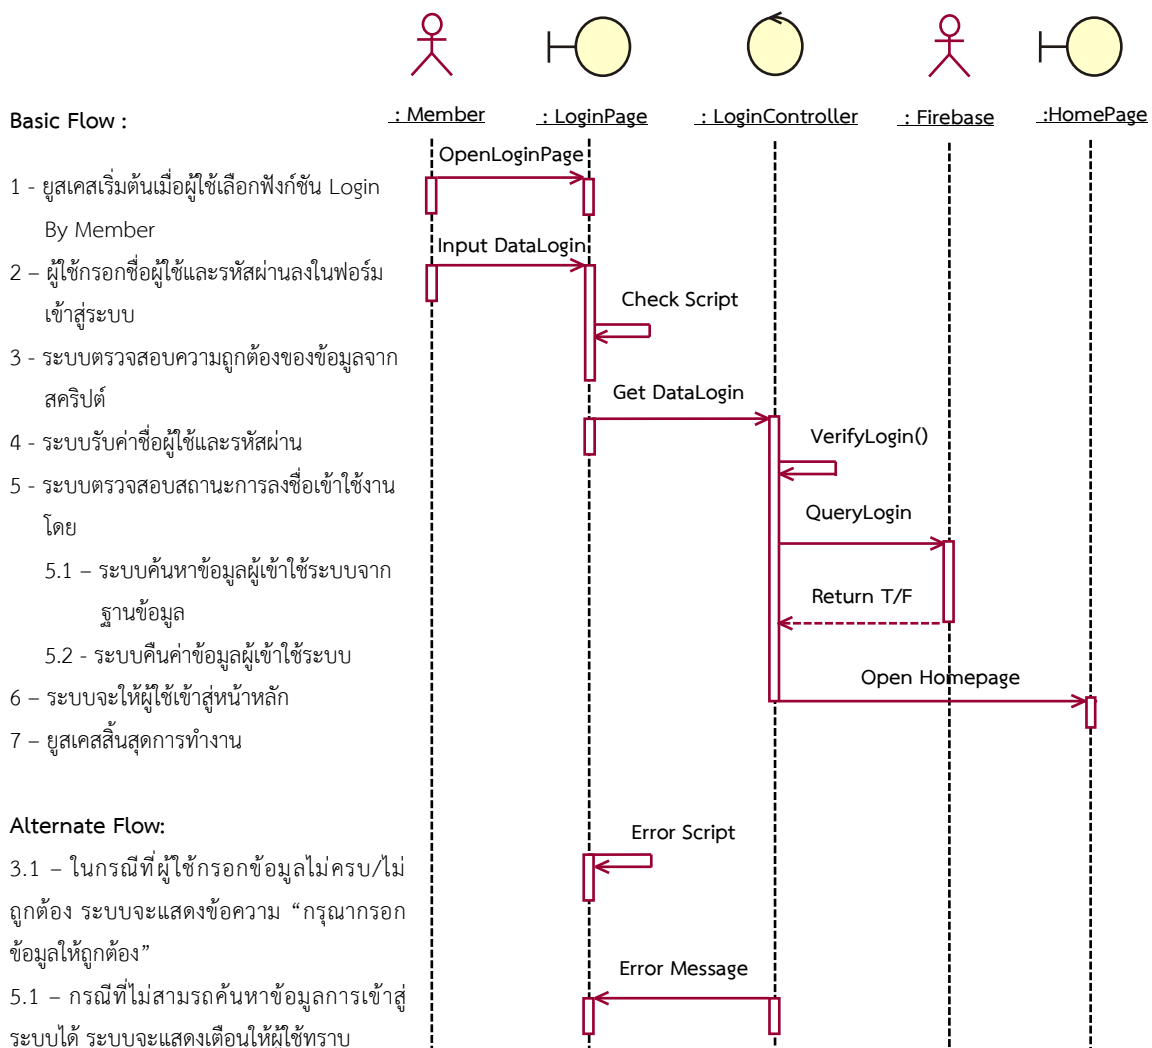 : Member
: LoginPage
: LoginController
: Firebase
:HomePage
Basic Flow :
1 - ยูสเคสเริ่มต้นเมื่อผู้ใช้เลือกฟังก์ชัน Login
By Member
2 – ผู้ใช้กรอกชื่อผู้ใช้และรหัสผ่านลงในฟอร์ม
เข้าสู่ระบบ
3 - ระบบตรวจสอบความถูกต้องของข้อมูลจาก
สคริปต์
4 - ระบบรับค่าชื่อผู้ใช้และรหัสผ่าน
5 - ระบบตรวจสอบสถานะการลงชื่อเข้าใช้งาน
โดย
5.1 – ระบบค้นหาข้อมูลผู้เข้าใช้ระบบจาก
ฐานข้อมูล
5.2 - ระบบคืนค่าข้อมูลผู้เข้าใช้ระบบ
6 – ระบบจะให้ผู้ใช้เข้าสู่หน้าหลัก
7 – ยูสเคสสิ้นสุดการทำงาน
OpenLoginPage
Input DataLogin
Check Script
Get DataLogin
VerifyLogin()
QueryLogin
Return T/F
Open Homepage
Alternate Flow:
3.1 – ในกรณีที่ผู้ใช้กรอกข้อมูลไม่ครบ/ไม่
ถูกต้อง ระบบจะแสดงข้อความ “กรุณากรอก
ข้อมูลให้ถูกต้อง”
5.1 – กรณีที่ไม่สามรถค้นหาข้อมูลการเข้าสู่
ระบบได้ ระบบจะแสดงเตือนให้ผู้ใช้ทราบ
Error Script
Error Message